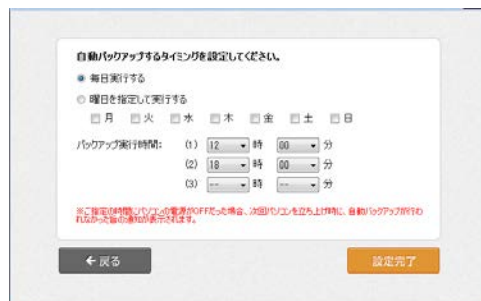 自動バックアップするタイミングを設定してください。
毎日実行する
曜日を指定して実行する
月 火 水 木 金 土 日
バックアップ実行時間: (1) 12 時 00 分
(2) 18 時 00 分
(3) -- 時 -- 分
※ご指定の時間にパソコンの電源がOFFだった場合、次回パソコンを立ち上げ時に、自動バックアップが行わ
れなかった旨の通知が表示されます。
← 戻る 設定完了